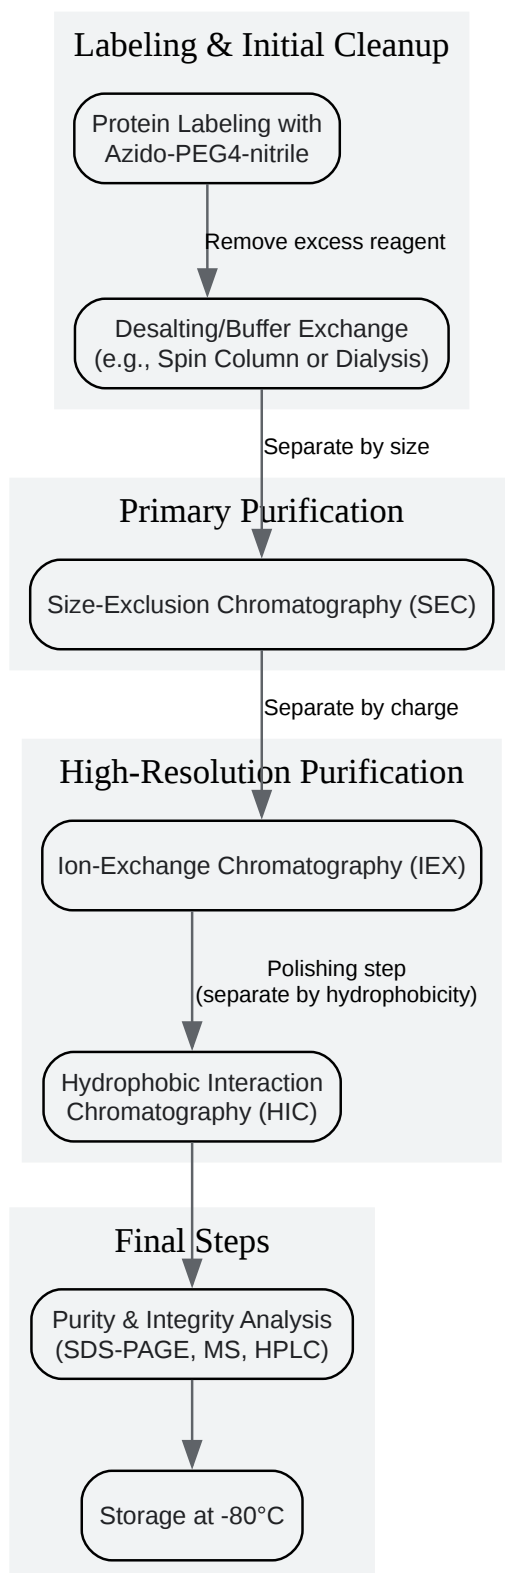 Labeling & Initial Cleanup
Protein Labeling with
Azido-PEG4-nitrile
Remove excess reagent
Desalting/Buffer Exchange
(e.g., Spin Column or Dialysis)
Separate by size
Primary Purification
Size-Exclusion Chromatography (SEC)
Separate by charge
High-Resolution Purification
Ion-Exchange Chromatography (IEX)
Polishing step
(separate by hydrophobicity)
Hydrophobic Interaction
Chromatography (HIC)
Final Steps
Purity & Integrity Analysis
(SDS-PAGE, MS, HPLC)
Storage at -80°C